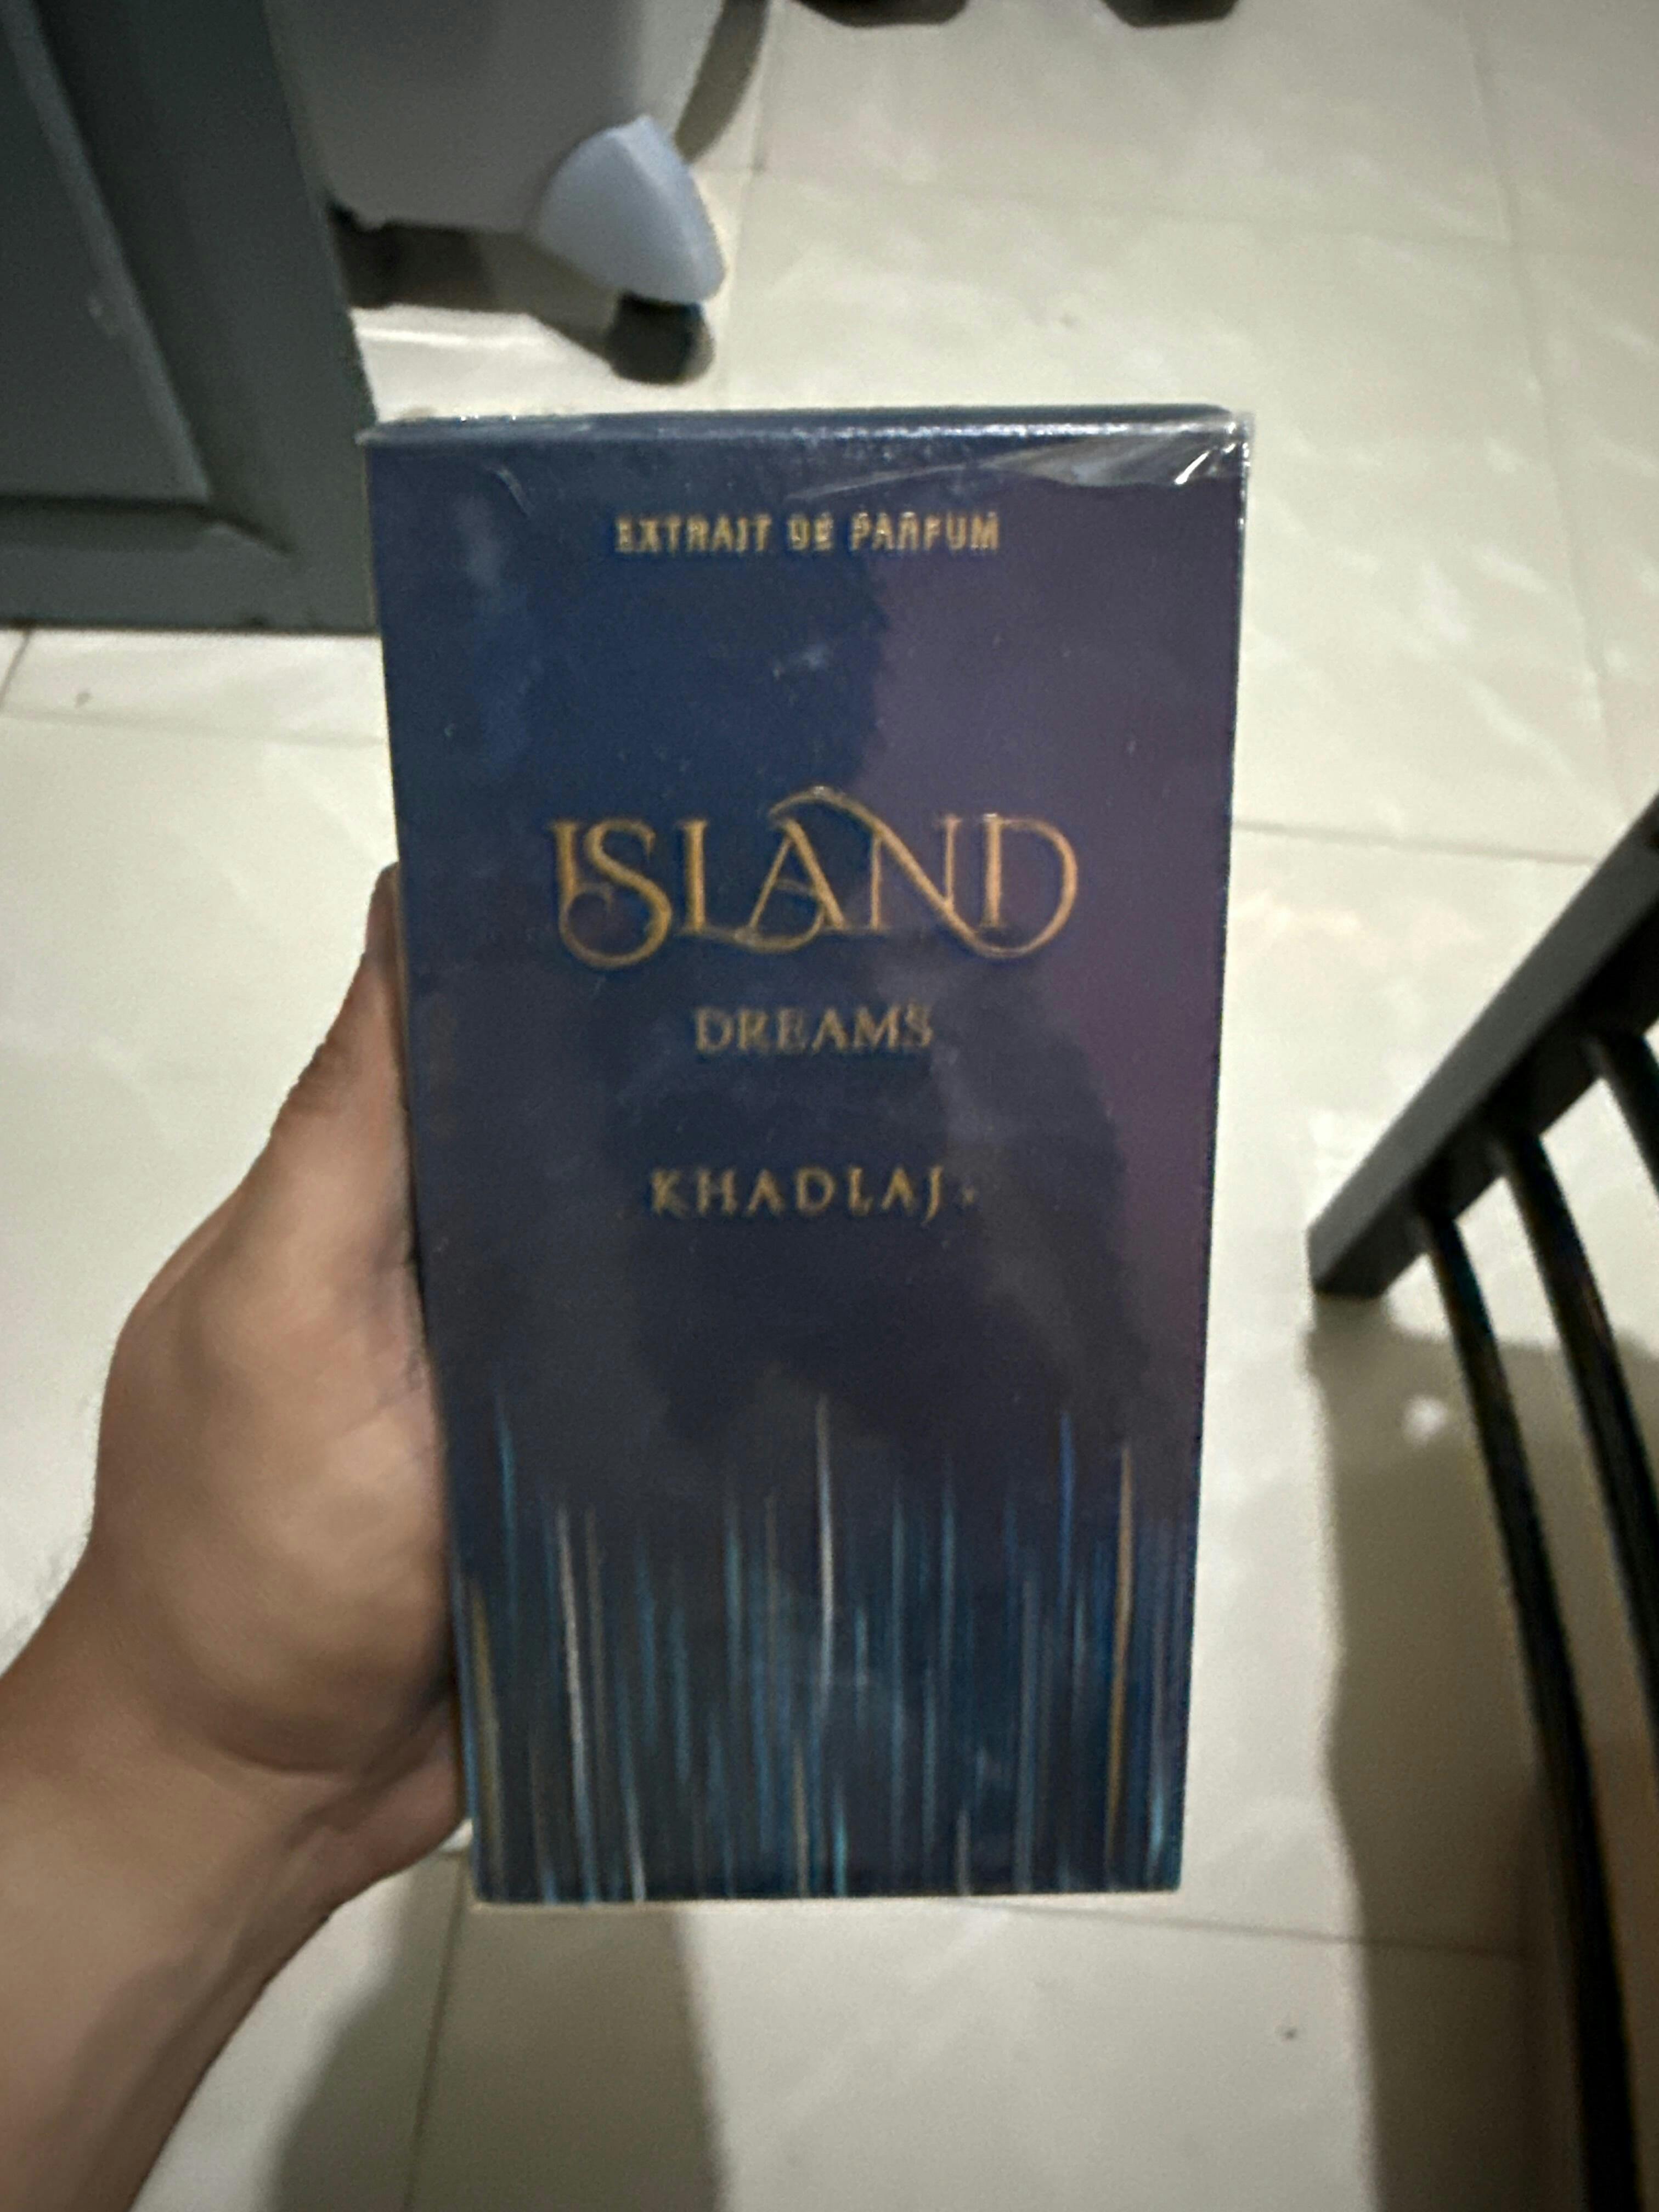 EXTRAIT DE PARFUM
ISLAND
DREAMS
KHADLAJ